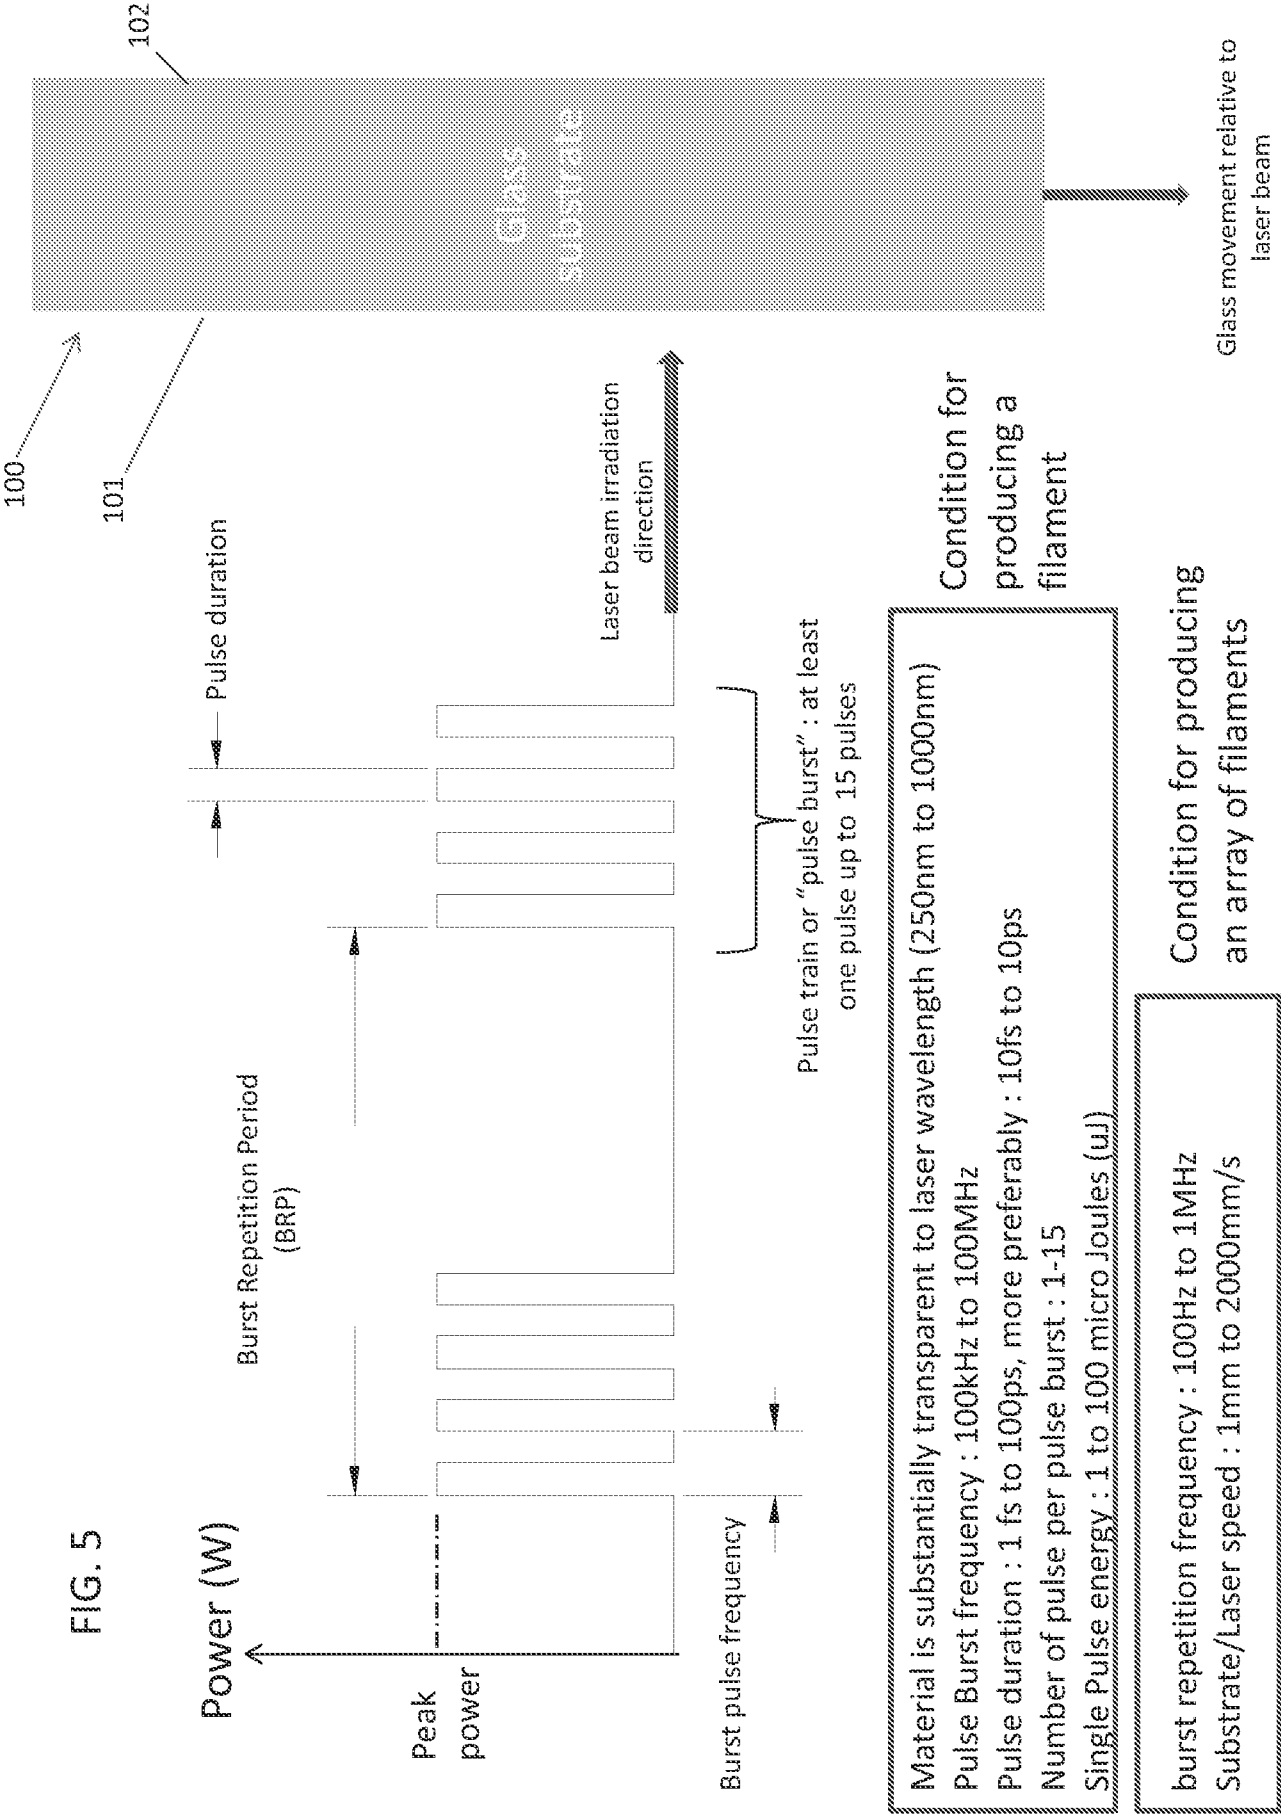 FIG. 5
Power (W)
Peak
power
Burst Repetition Period
(BRP)
Pulse duration
100
101
102
Glass
substrate
Laser beam irradiation
direction
Glass movement relative to
laser beam
Burst pulse frequency
Pulse train or “pulse burst” : at least
one pulse up to 15 pulses
Material is substantially transparent to laser wavelength (250nm to 1000nm)
Pulse Burst frequency : 100kHz to 100MHz
Pulse duration : 1 fs to 100ps, more preferably : 10fs to 10ps
Number of pulse per pulse burst : 1-15
Single Pulse energy : 1 to 100 micro Joules (uJ)
Condition for
producing a
filament
burst repetition frequency : 100Hz to 1MHz
Substrate/Laser speed : 1mm to 2000mm/s
Condition for producing
an array of filaments